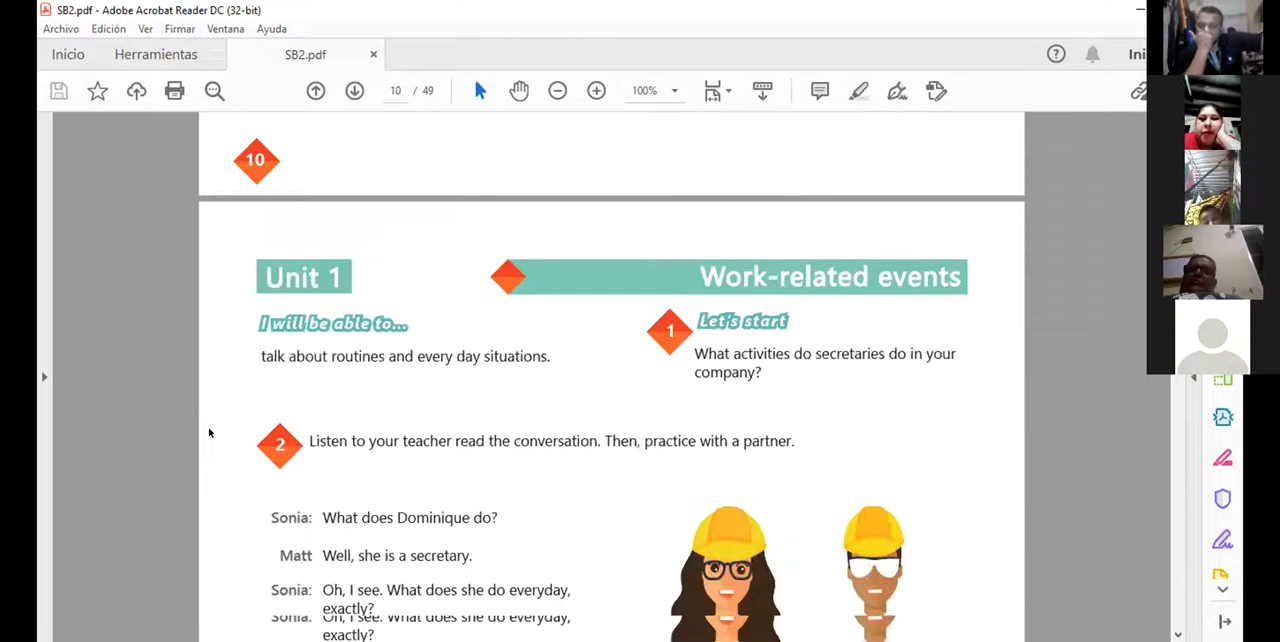 SB2.pdf - Adobe Acrobat Reader DC (32-bit)
Archivo Edición Ver Firmar Ventana Ayuda
Inicio Herramientas SB2.pdf × Ini
10 / 49 100%
10
Unit 1 Work-related events
I will be able to...
talk about routines and every day situations.
1 Let's start
What activities do secretaries do in your
company?
2 Listen to your teacher read the conversation. Then, practice with a partner.
Sonia: What does Dominique do?
Matt Well, she is a secretary.
Sonia: Oh, I see. What does she do everyday,
exactly?
Sonia: Oh, I see. What does she do everyday,
exactly?